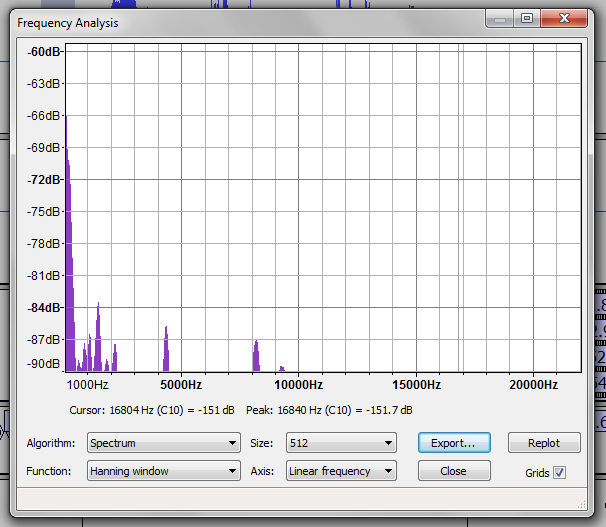 Frequency Analysis
-60dB
-63dB
-66dB
-69dB
-72dB
-75dB
-78dB
-81dB
-84dB
-87dB
-90dB
1000Hz 5000Hz 10000Hz 15000Hz 20000Hz
Cursor: 16804 Hz (C10) = -151 dB Peak: 16840 Hz (C10) = -151.7 dB
Algorithm: Spectrum Size: 512 Export... Replot
Function: Hanning window Axis: Linear frequency Close Grids